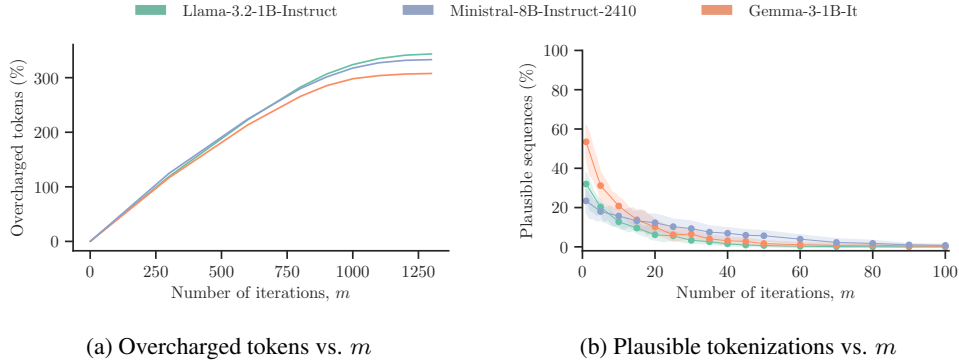 Llama-3.2-1B-Instruct Ministral-8B-Instruct-2410 Gemma-3-1B-It
Overcharged tokens (%)
300
200
100
0
0 250 500 750 1000 1250
Number of iterations, m
Plausible sequences (%)
100
80
60
40
20
0
0 20 40 60 80 100
Number of iterations, m
(a) Overcharged tokens vs. m
(b) Plausible tokenizations vs. m